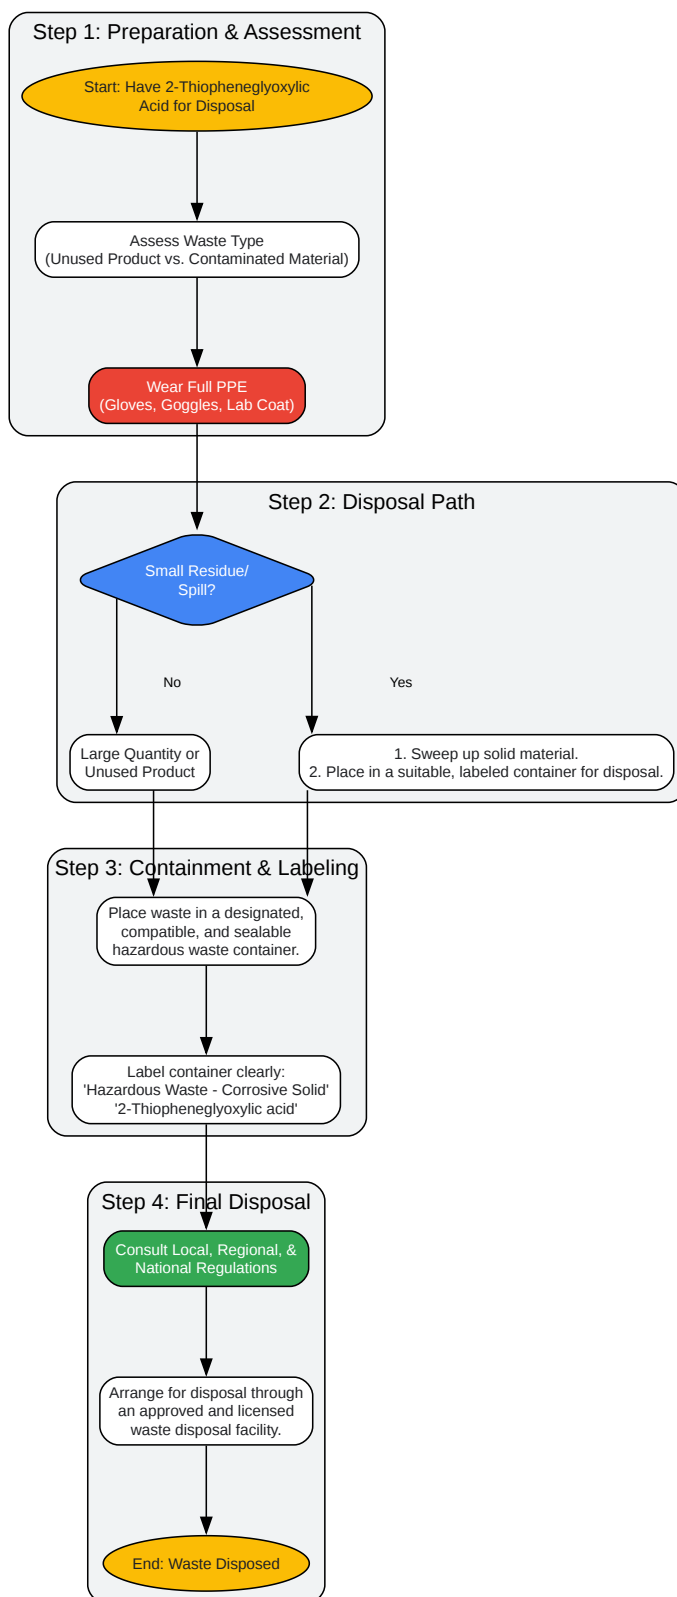 Step 1: Preparation & Assessment
Start: Have 2-Thiopheneglyoxylic
Acid for Disposal
Assess Waste Type
(Unused Product vs. Contaminated Material)
Wear Full PPE
(Gloves, Goggles, Lab Coat)
Step 2: Disposal Path
Small Residue/
Spill?
No
Yes
Large Quantity or
Unused Product
1. Sweep up solid material.
2. Place in a suitable, labeled container for disposal.
Step 3: Containment & Labeling
Place waste in a designated,
compatible, and sealable
hazardous waste container.
Label container clearly:
'Hazardous Waste - Corrosive Solid'
'2-Thiopheneglyoxylic acid'
Step 4: Final Disposal
Consult Local, Regional, &
National Regulations
Arrange for disposal through
an approved and licensed
waste disposal facility.
End: Waste Disposed